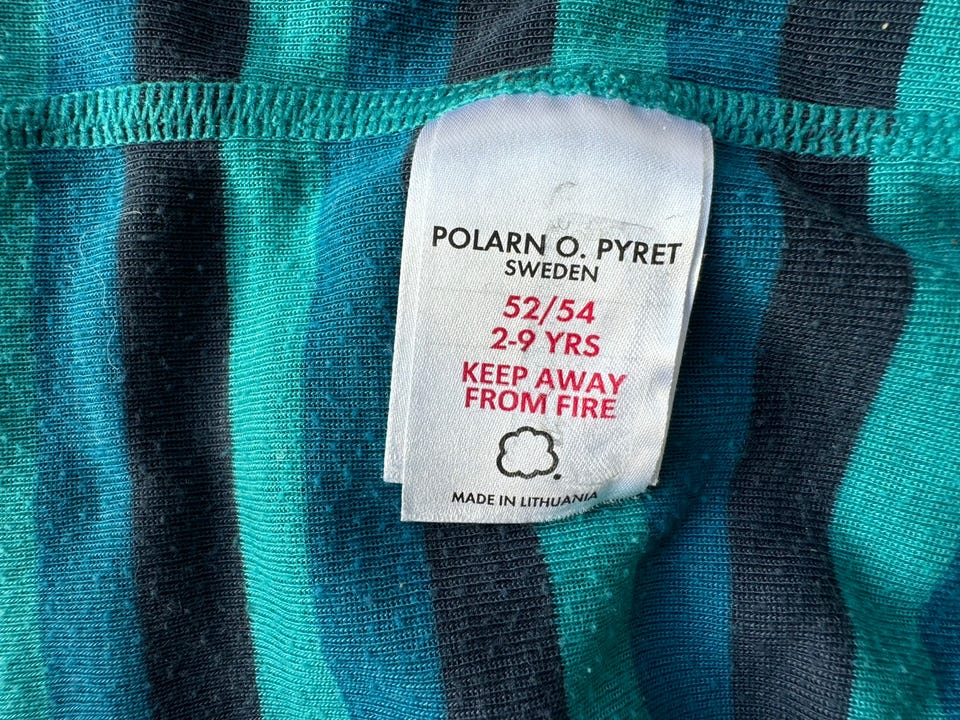 POLARN O. PYRET
SWEDEN
52/54
2-9 YRS
KEEP AWAY
FROM FIRE
MADE IN LITHUANIA